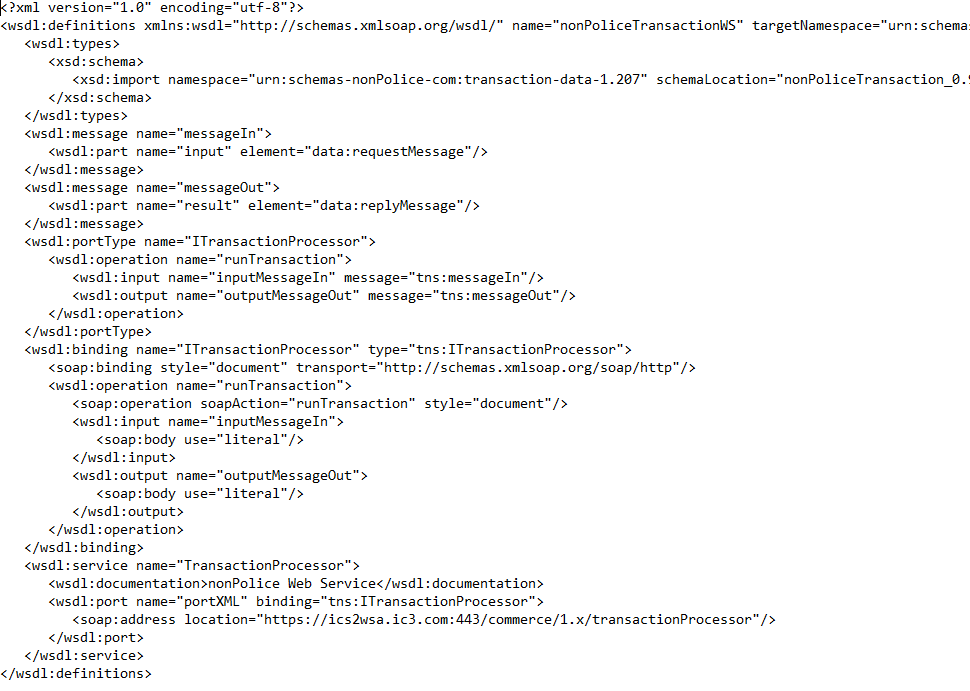 <?xml version="1.0" encoding="utf-8"?>
<wsdl:definitions xmlns:wsdl="http://schemas.xmlsoap.org/wsdl/" name="nonPoliceTransactionWS" targetNamespace="urn:schemas
<wsdl:types>
<xsd:schema>
<xsd:import namespace="urn:schemas-nonPolice-com:transaction-data-1.207" schemaLocation="nonPoliceTransaction_0.9
</xsd:schema>
</wsdl:types>
<wsdl:message name="messageIn">
<wsdl:part name="input" element="data:requestMessage"/>
</wsdl:message>
<wsdl:message name="messageOut">
<wsdl:part name="result" element="data:replyMessage"/>
</wsdl:message>
<wsdl:portType name="ITransactionProcessor">
<wsdl:operation name="runTransaction">
<wsdl:input name="inputMessageIn" message="tns:messageIn"/>
<wsdl:output name="outputMessageOut" message="tns:messageOut"/>
</wsdl:operation>
</wsdl:portType>
<wsdl:binding name="ITransactionProcessor" type="tns:ITransactionProcessor">
<soap:binding style="document" transport="http://schemas.xmlsoap.org/soap/http"/>
<wsdl:operation name="runTransaction">
<soap:operation soapAction="runTransaction" style="document"/>
<wsdl:input name="inputMessageIn">
<soap:body use="literal"/>
</wsdl:input>
<wsdl:output name="outputMessageOut">
<soap:body use="literal"/>
</wsdl:output>
</wsdl:operation>
</wsdl:binding>
<wsdl:service name="TransactionProcessor">
<wsdl:documentation>nonPolice Web Service</wsdl:documentation>
<wsdl:port name="portXML" binding="tns:ITransactionProcessor">
<soap:address location="https://ics2wsa.ic3.com:443/commerce/1.x/transactionProcessor"/>
</wsdl:port>
</wsdl:service>
</wsdl:definitions>